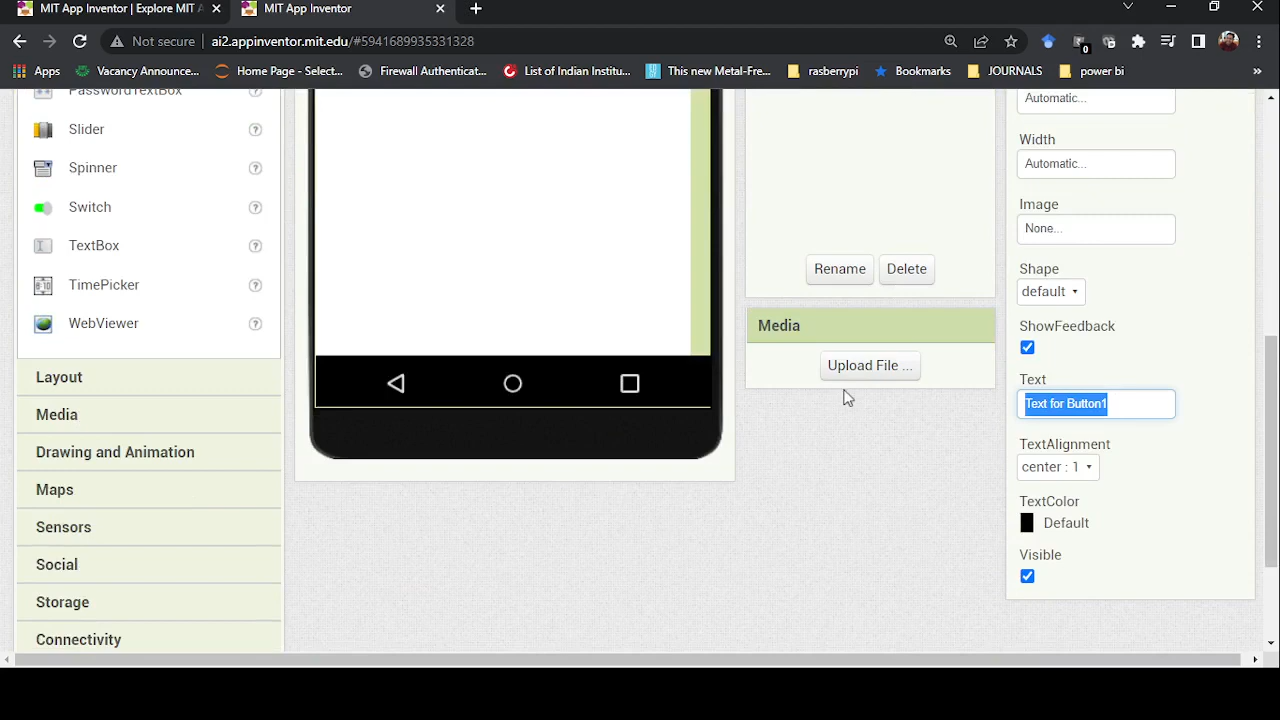 MIT App Inventor | Explore MIT A
MIT App Inventor
Not secure
ai2.appinventor.mit.edu/#5941689935331328
0
Apps
Vacancy Announce...
Home Page - Select...
Firewall Authenticat...
List of Indian Institu...
This new Metal-Fre...
rasberrypi
Bookmarks
JOURNALS
power bi
»
PasswordTextBox
?
Slider
?
Spinner
?
Switch
?
TextBox
?
TimePicker
?
WebViewer
?
Layout
Media
Drawing and Animation
Maps
Sensors
Social
Storage
Connectivity
Rename
Delete
Media
Upload File ...
Automatic...
Width
Automatic...
Image
None...
Shape
default
ShowFeedback
Text
Text for Button1
TextAlignment
center : 1
TextColor
Default
Visible